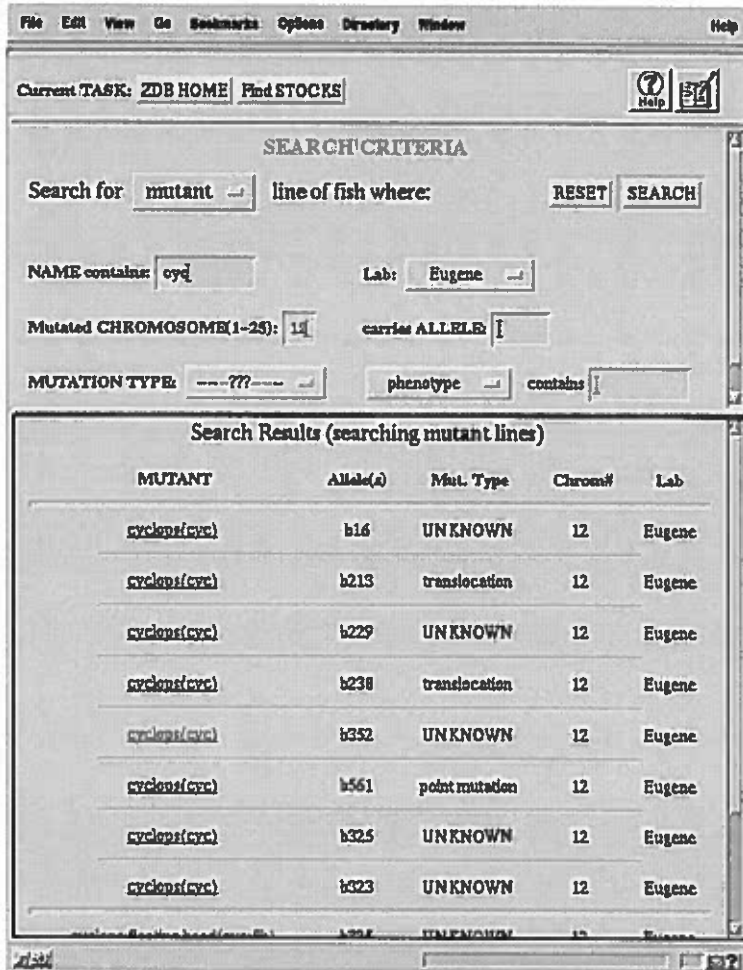 File Edit View Go Bookmarks Options Directory Window Help
Current TASK: ZDB HOME Find STOCKS Help
SEARCH CRITERIA
Search for mutant line of fish where: RESET SEARCH
NAME contains: cyc Lab: Eugene
Mutated CHROMOSOME(1-25): 12 carries ALLELE:
MUTATION TYPE: ----???---- phenotype contains
Search Results (searching mutant lines)
MUTANT Allele(s) Mut. Type Chrom# Lab
cyclops(cyc) b16 UNKNOWN 12 Eugene
cyclops(cyc) b213 translocation 12 Eugene
cyclops(cyc) b229 UNKNOWN 12 Eugene
cyclops(cyc) b238 translocation 12 Eugene
cyclops(cyc) b352 UNKNOWN 12 Eugene
cyclops(cyc) b561 point mutation 12 Eugene
cyclops(cyc) b325 UNKNOWN 12 Eugene
cyclops(cyc) b323 UNKNOWN 12 Eugene
UNKNOWN 12 Eugene